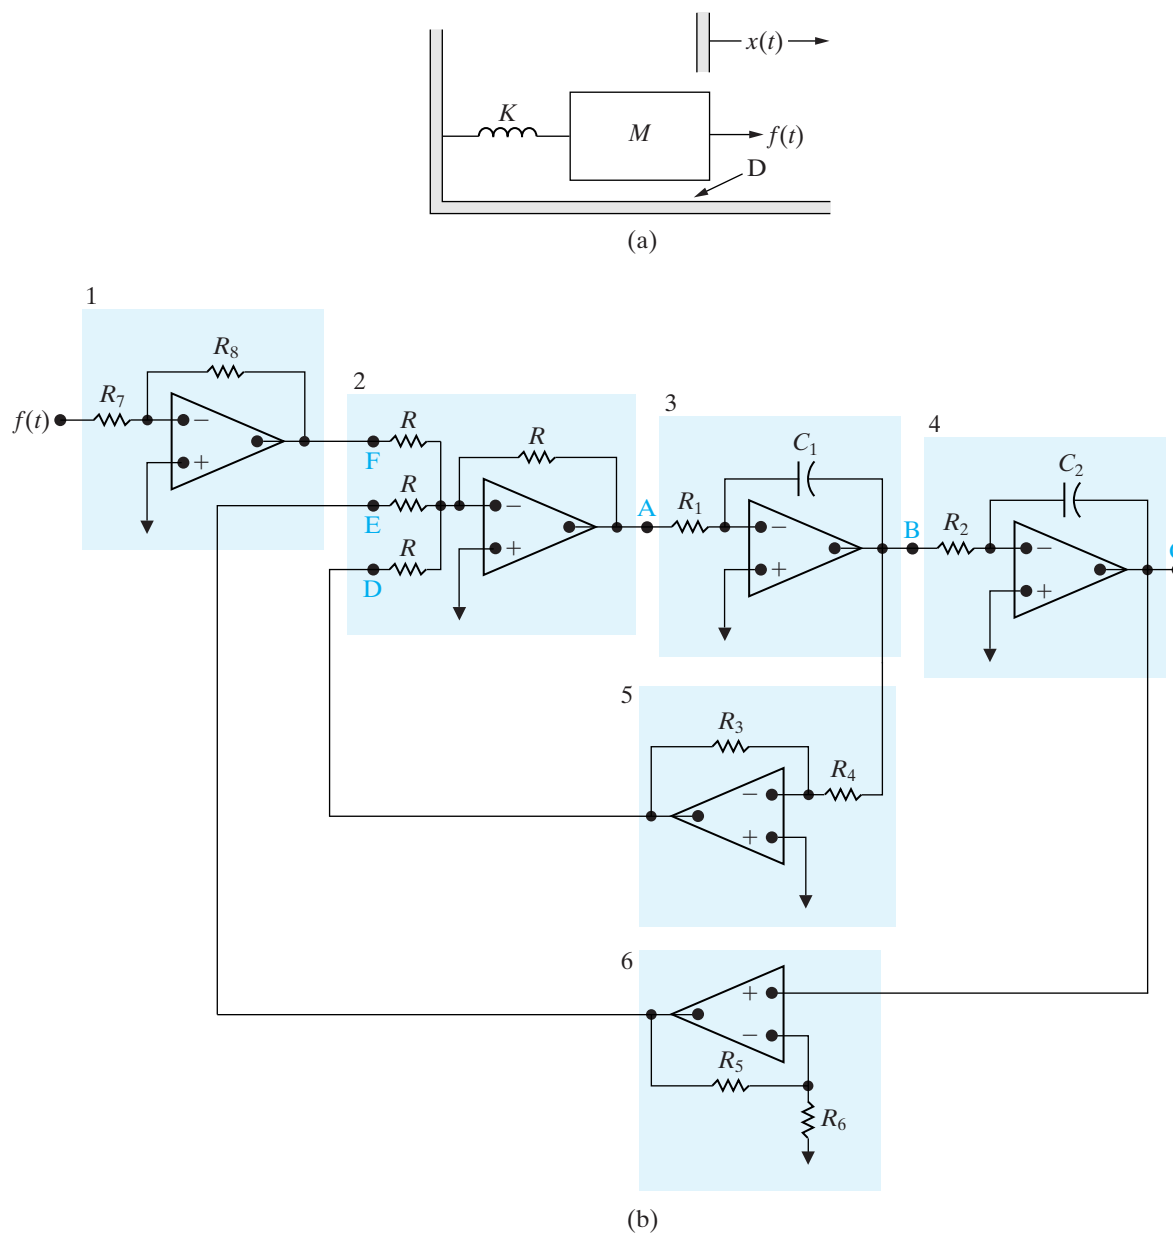 x(t)
K
M
f(t)
D
(a)
1
R8
R7
f(t)
−
+
F
2
R
R
R
R
E
D
−
+
A
3
C1
R1
−
+
B
4
C2
R2
−
+
5
R3
R4
−
+
6
+
−
R5
R6
(b)